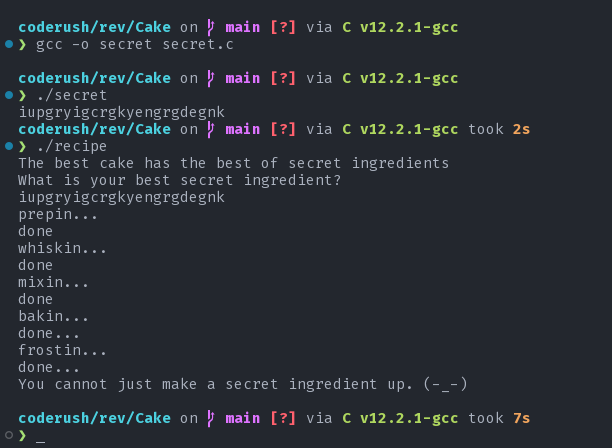 coderush/rev/Cake on main [?] via C v12.2.1-gcc
❯ gcc -o secret secret.c
coderush/rev/Cake on main [?] via C v12.2.1-gcc
❯ ./secret
iupgryigcrgkyengrgdegnk
coderush/rev/Cake on main [?] via C v12.2.1-gcc took 2s
❯ ./recipe
The best cake has the best of secret ingredients
What is your best secret ingredient?
iupgryigcrgkyengrgdegnk
prepin...
done
whiskin...
done
mixin...
done
bakin...
done...
frostin...
done...
You cannot just make a secret ingredient up. (-_-)
coderush/rev/Cake on main [?] via C v12.2.1-gcc took 7s
❯ _